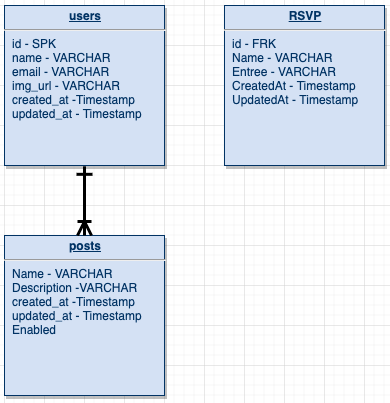 users
id - SPK
name - VARCHAR
email - VARCHAR
img_url - VARCHAR
created_at -Timestamp
updated_at - Timestamp
RSVP
id - FRK
Name - VARCHAR
Entree - VARCHAR
CreatedAt - Timestamp
UpdatedAt - Timestamp
posts
Name - VARCHAR
Description -VARCHAR
created_at -Timestamp
updated_at - Timestamp
Enabled